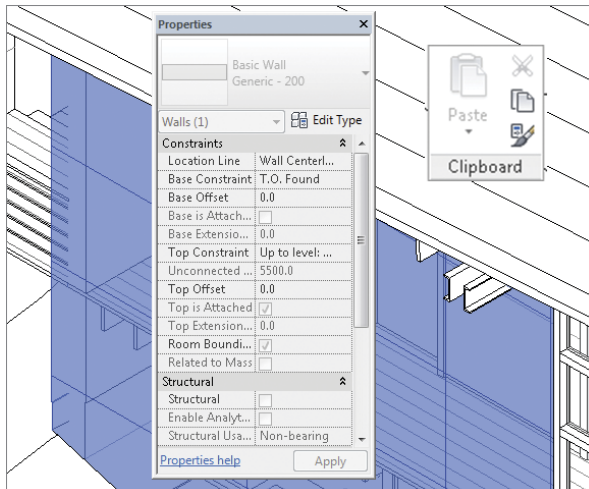 Properties
Basic Wall
Generic - 200
Walls (1)
Edit Type
Constraints
Location Line Wall Centerl...
Base Constraint T.O. Found
Base Offset 0.0
Base is Attach...
Base Extensio... 0.0
Top Constraint Up to level: ...
Unconnected ... 5500.0
Top Offset 0.0
Top is Attached
Top Extension... 0.0
Room Boundi...
Related to Mass
Structural
Structural
Enable Analyt...
Structural Usa... Non-bearing
Properties help
Apply
Paste
Clipboard